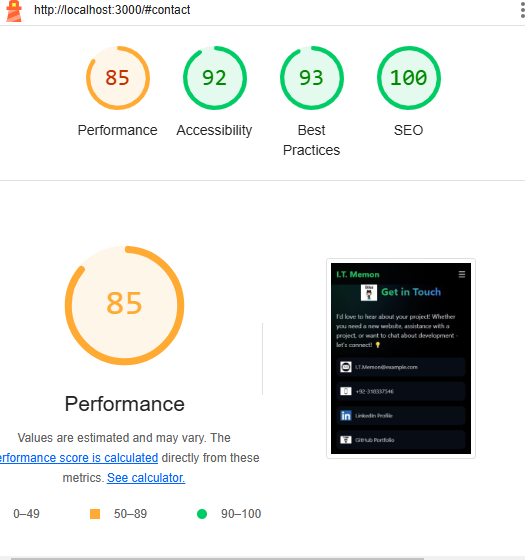 http://localhost:3000/#contact
85
92
93
100
Performance
Accessibility
Best
Practices
SEO
85
Performance
Values are estimated and may vary. The
erformance score is calculated directly from these
metrics. See calculator.
0–49
50–89
90–100
I.T. Memon
Get in Touch
I'd love to hear about your project! Whether
you need a new website, assistance with a
project, or want to chat about development -
let's connect!
I.T.Memon@example.com
+92-318337546
LinkedIn Profile
GitHub Portfolio